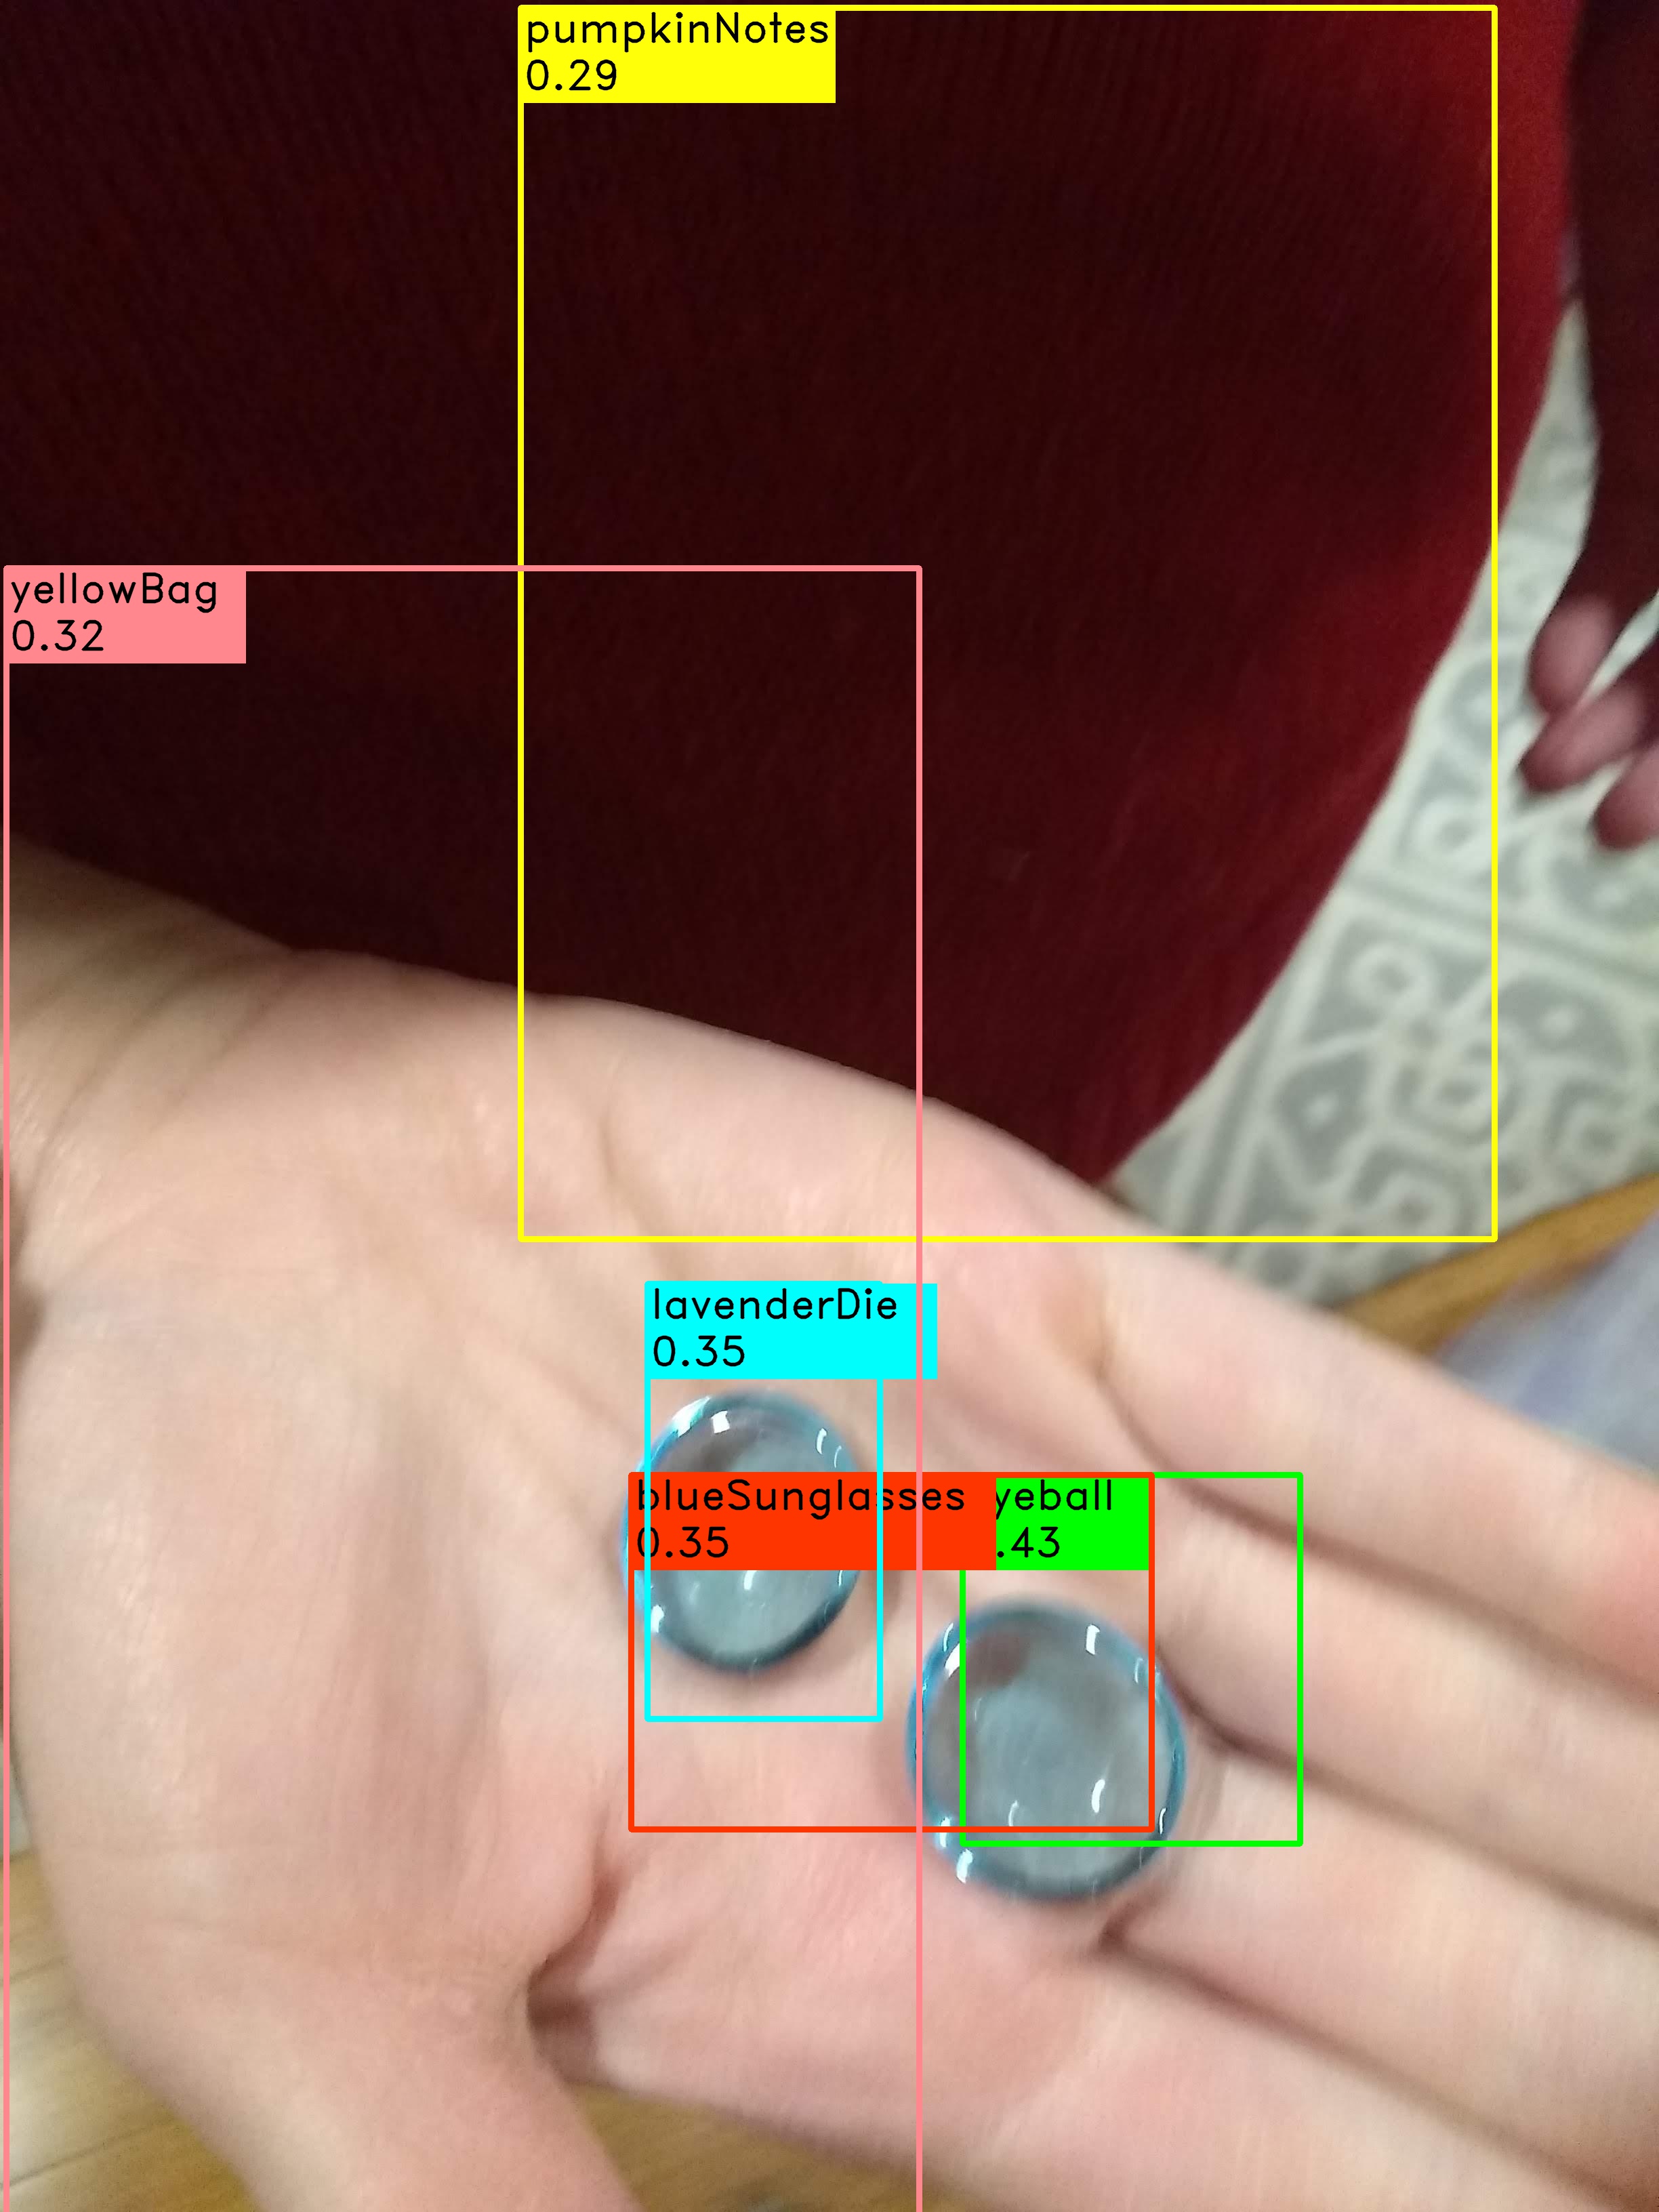 pumpkinNotes
0.29
yellowBag
0.32
lavenderDie
0.35
blueSunglasses
0.35
yeball
.43